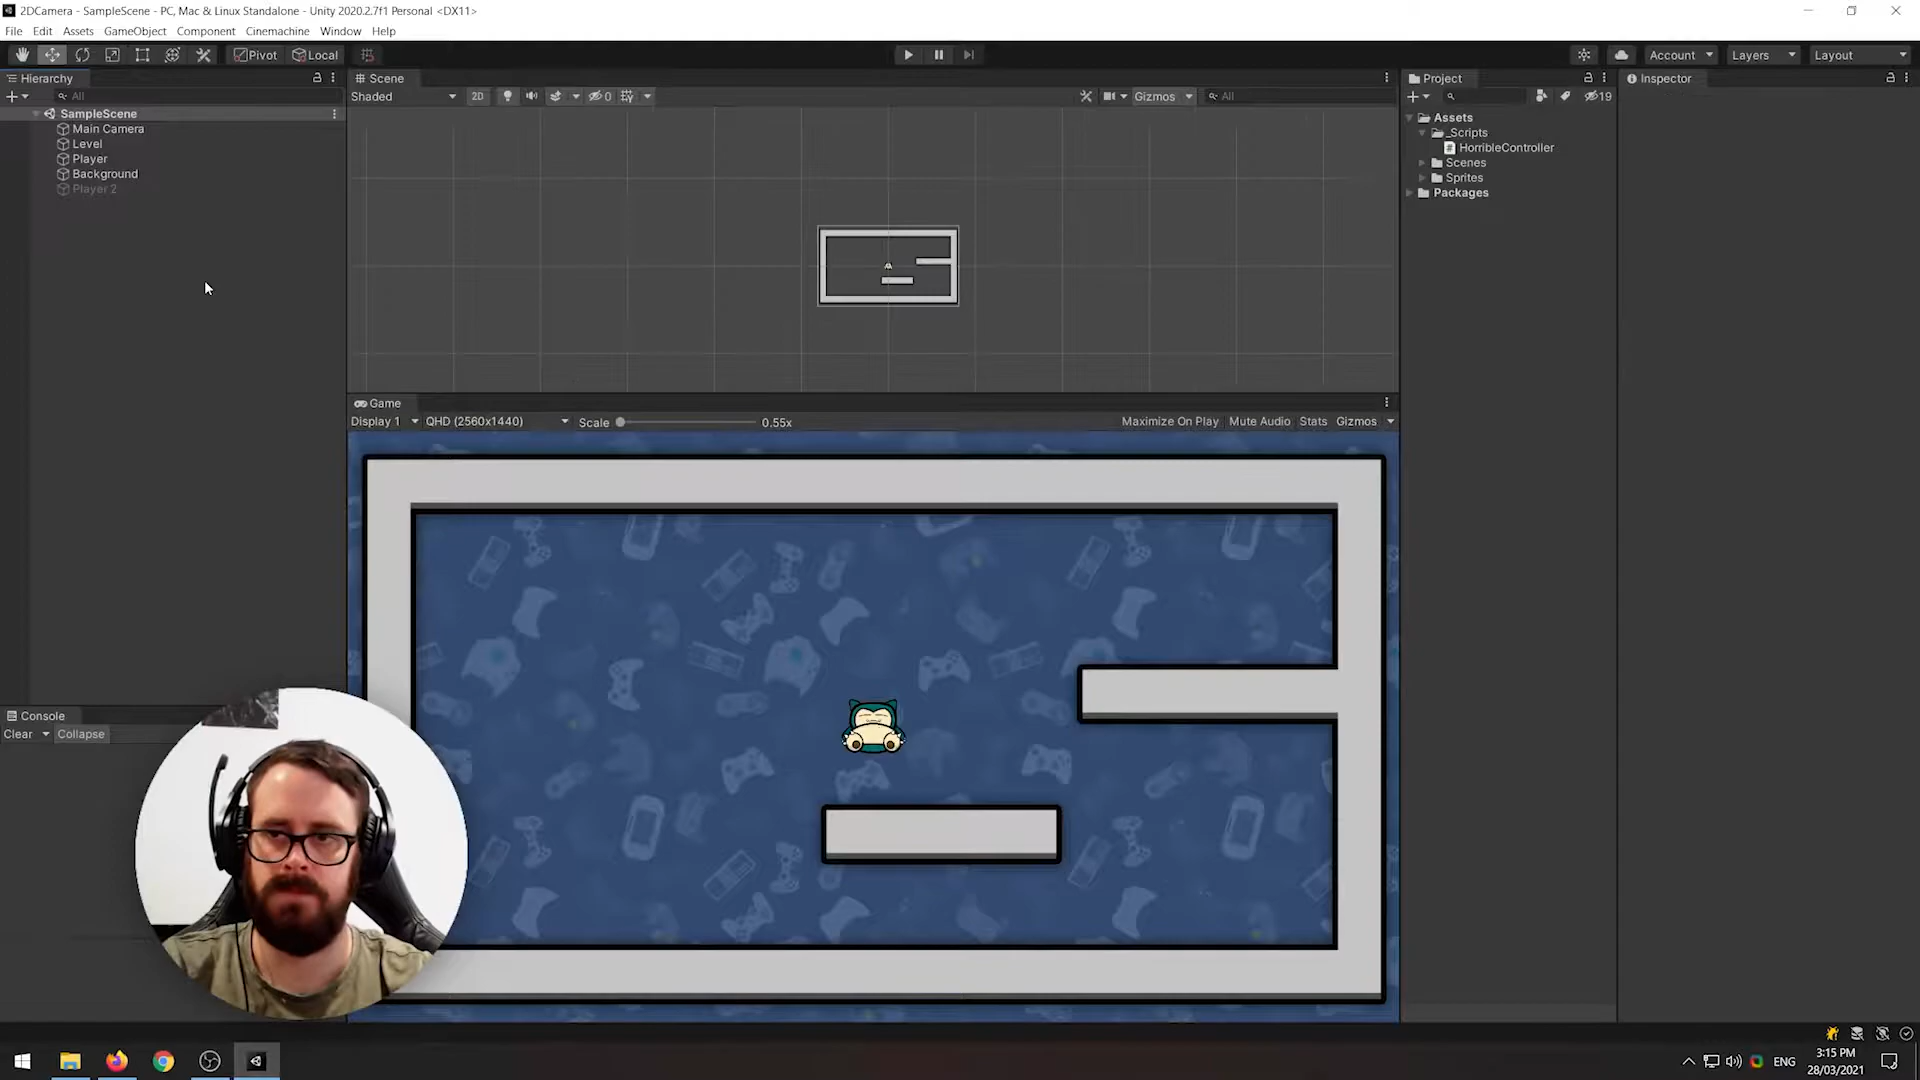 2DCamera - SampleScene - PC, Mac & Linux Standalone - Unity 2020.2.7f1 Personal <DX11>
File Edit Assets GameObject Component Cinemachine Window Help
Pivot Local Account Layers Layout
Hierarchy
All
SampleScene
Main Camera
Level
Player
Background
Player 2
Scene
Shaded 2D 0 Gizmos All
Game
Display 1 QHD (2560x1440) Scale 0.55x Maximize On Play Mute Audio Stats Gizmos
Project
19
Assets
_Scripts
HorribleController
Scenes
Sprites
Packages
Inspector
Console
Clear Collapse
ENG
3:15 PM
28/03/2021